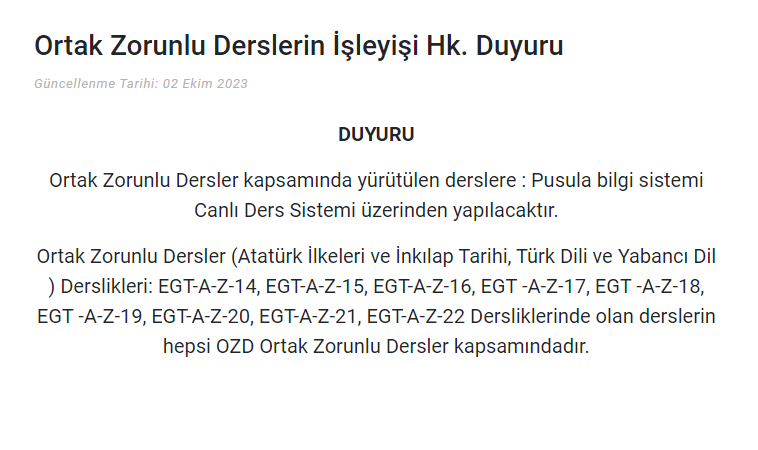 Ortak Zorunlu Derslerin İşleyişi Hk. Duyuru
Güncellenme Tarihi: 02 Ekim 2023
DUYURU
Ortak Zorunlu Dersler kapsamında yürütülen derslere : Pusula bilgi sistemi
Canlı Ders Sistemi üzerinden yapılacaktır.
Ortak Zorunlu Dersler (Atatürk İlkeleri ve İnkılap Tarihi, Türk Dili ve Yabancı Dil
) Derslikleri: EGT-A-Z-14, EGT-A-Z-15, EGT-A-Z-16, EGT -A-Z-17, EGT -A-Z-18,
EGT -A-Z-19, EGT-A-Z-20, EGT-A-Z-21, EGT-A-Z-22 Dersliklerinde olan derslerin
hepsi OZD Ortak Zorunlu Dersler kapsamındadır.